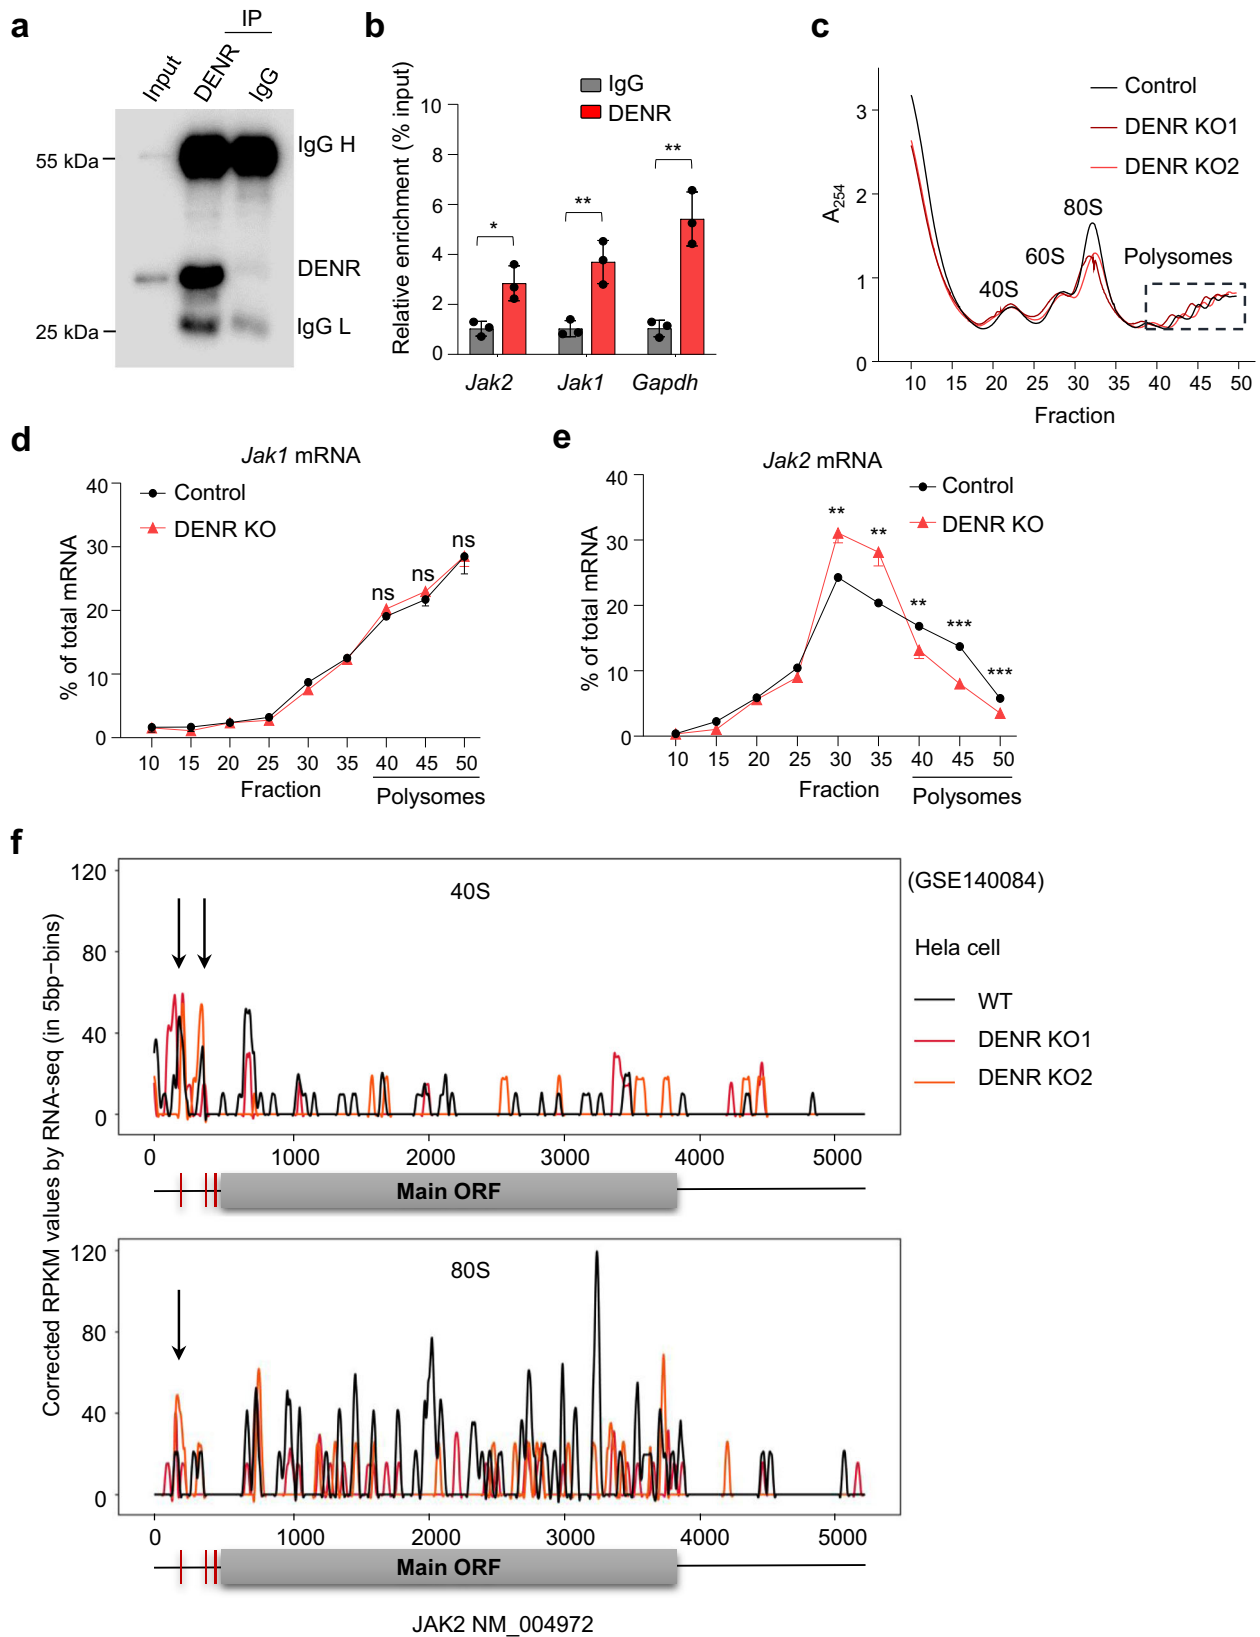 a
IP
Input
DENR
IgG
55 kDa
25 kDa
IgG H
DENR
IgG L
b
IgG
DENR
Relative enrichment (% input)
10
8
6
4
2
0
*
**
**
Jak2
Jak1
Gapdh
c
Control
DENR KO1
DENR KO2
A254
3
2
1
0
40S
60S
80S
Polysomes
10 15 20 25 30 35 40 45 50
Fraction
d
Jak1 mRNA
Control
DENR KO
% of total mRNA
40
30
20
10
0
ns
ns
ns
10 15 20 25 30 35 40 45 50
Fraction
Polysomes
e
Jak2 mRNA
Control
DENR KO
% of total mRNA
40
30
20
10
0
**
**
**
***
***
10 15 20 25 30 35 40 45 50
Fraction
Polysomes
f
Corrected RPKM values by RNA-seq (in 5bp−bins)
120
80
40
0
40S
0 1000 2000 3000 4000 5000
Main ORF
(GSE140084)
Hela cell
WT
DENR KO1
DENR KO2
120
80
40
0
80S
0 1000 2000 3000 4000 5000
Main ORF
JAK2 NM_004972